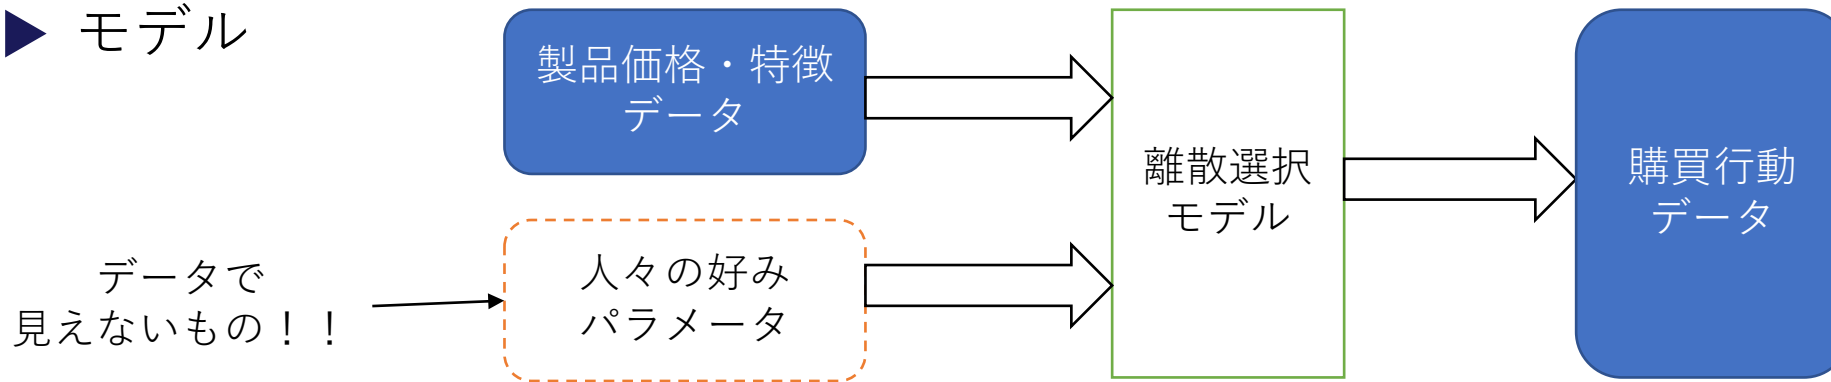 モデル
製品価格・特徴
データ
離散選択
モデル
購買行動
データ
データで
見えないもの！！
人々の好み
パラメータ